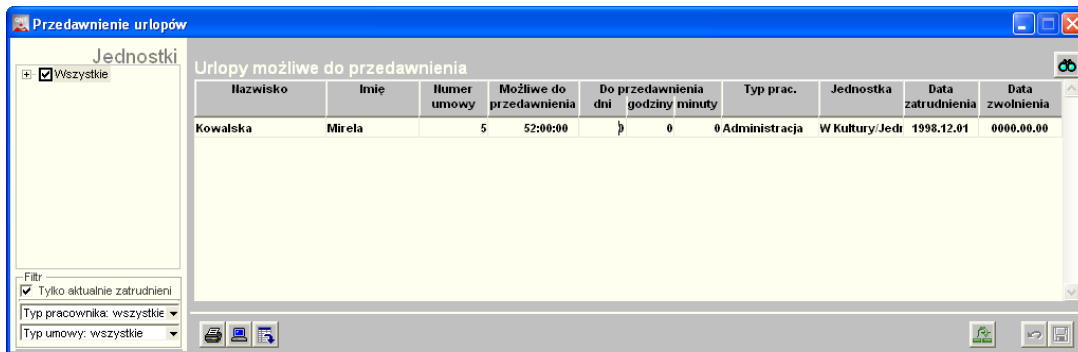 Przedawnienie urlopów
Jednostki
Wszystkie
Urlopy możliwe do przedawnienia
Nazwisko Imię Numer umowy Możliwe do przedawnienia Do przedawnienia dni godziny minuty Typ prac. Jednostka Data zatrudnienia Data zwolnienia
Kowalska Mirela 5 52:00:00 0 0 0 Administracja W Kultury/Jedr 1998.12.01 0000.00.00
Filtr
Tylko aktualnie zatrudnieni
Typ pracownika: wszystkie
Typ umowy: wszystkie